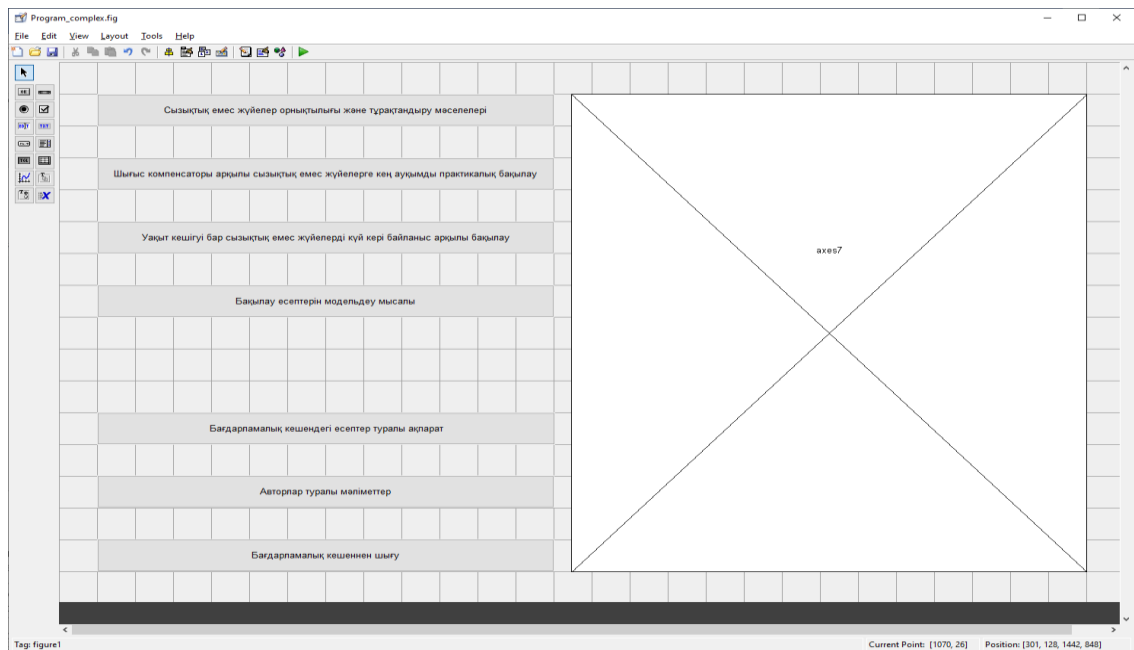 Program_complex.fig
File Edit View Layout Tools Help
Сызықтық емес жүйелер орнықтылығы және тұрақтандыру мәселелері
Шығыс компенсаторы арқылы сызықтық емес жүйелерге кең ауқымды практикалық бақылау
Уақыт кешігуі бар сызықтық емес жүйелерді күй кері байланыс арқылы бақылау
axes7
Бақылау есептерін модельдеу мысалы
Бағдарламалық кешендегі есептер туралы ақпарат
Авторлар туралы мәліметтер
Бағдарламалық кешеннен шығу
Tag: figure1 Current Point: [1070, 26] Position: [301, 128, 1442, 848]